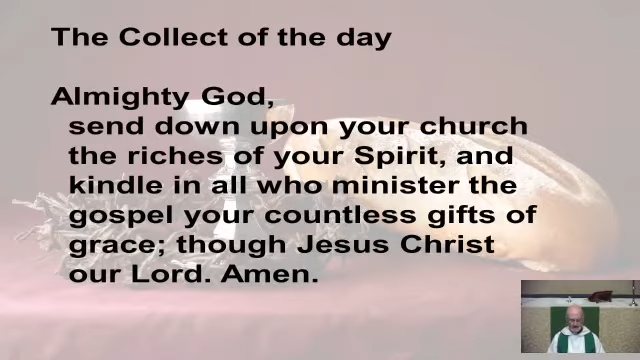 The Collect of the day
Almighty God,
send down upon your church
the riches of your Spirit, and
kindle in all who minister the
gospel your countless gifts of
grace; though Jesus Christ
our Lord. Amen.